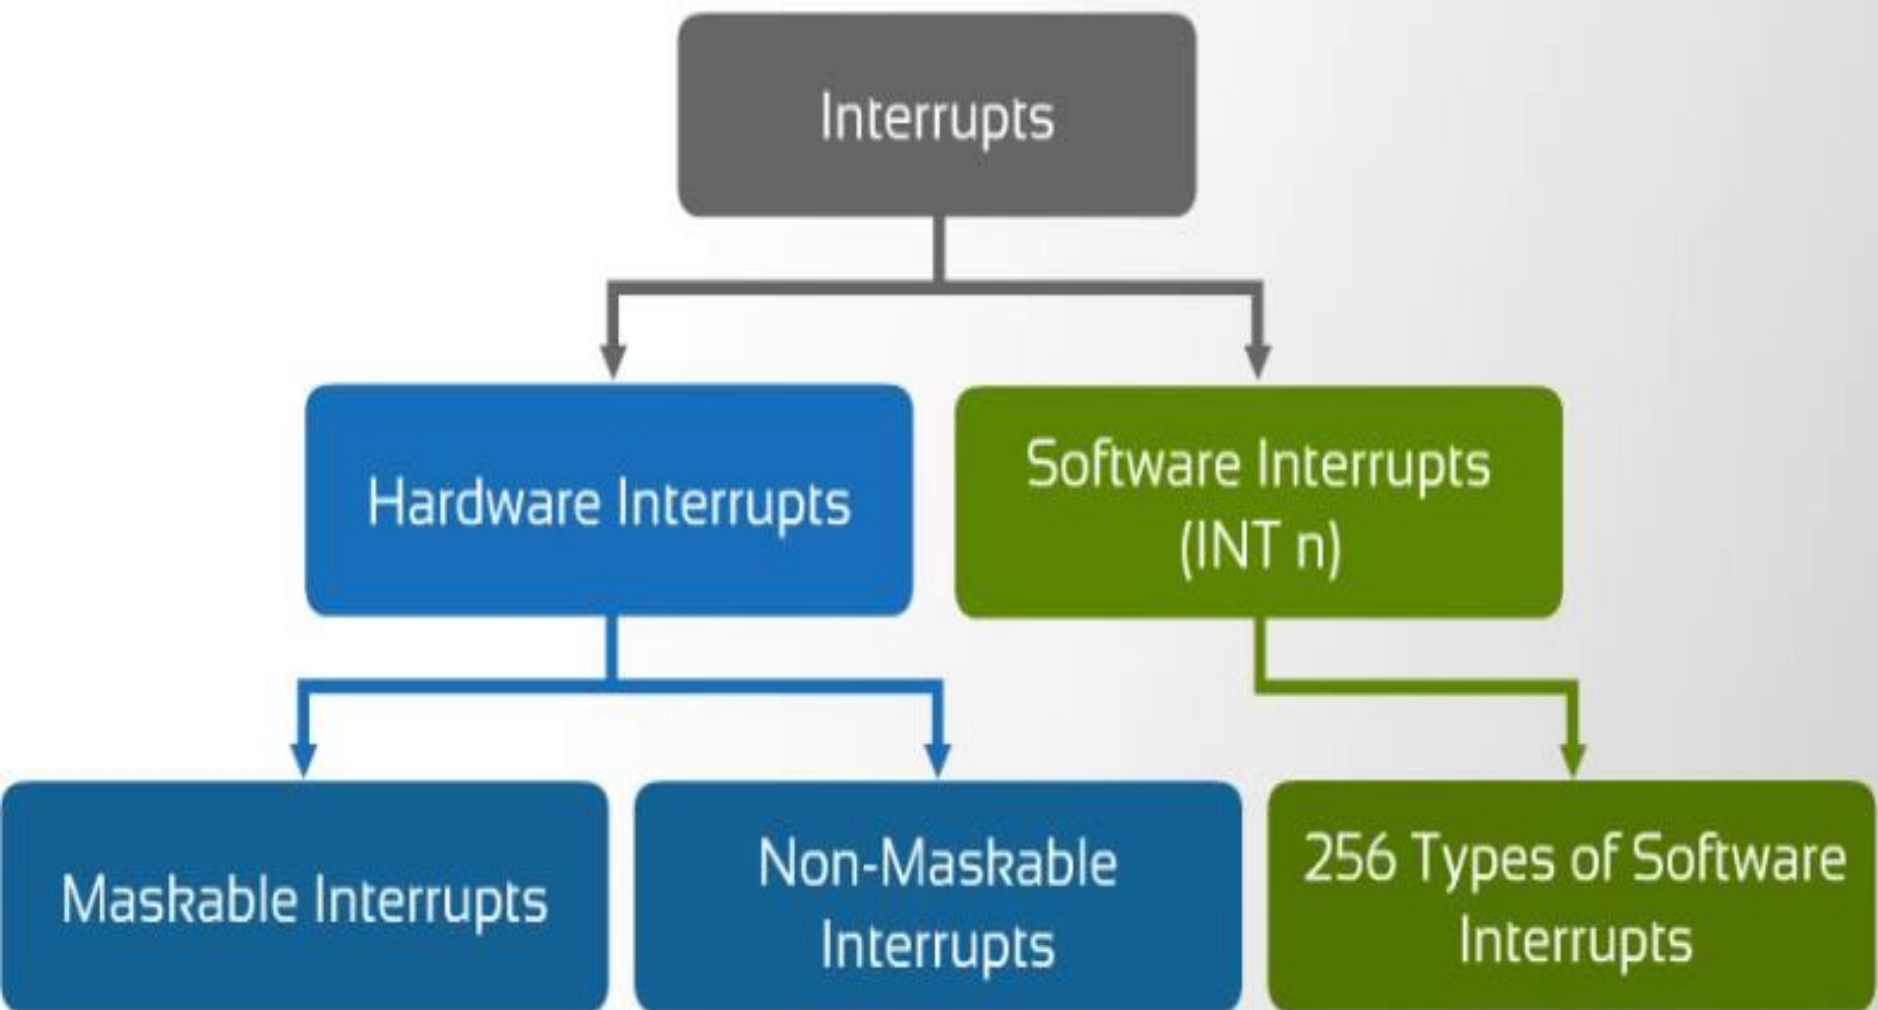 Interrupts
Hardware Interrupts
Software Interrupts
(INT n)
Maskable Interrupts
Non-Maskable
Interrupts
256 Types of Software
Interrupts